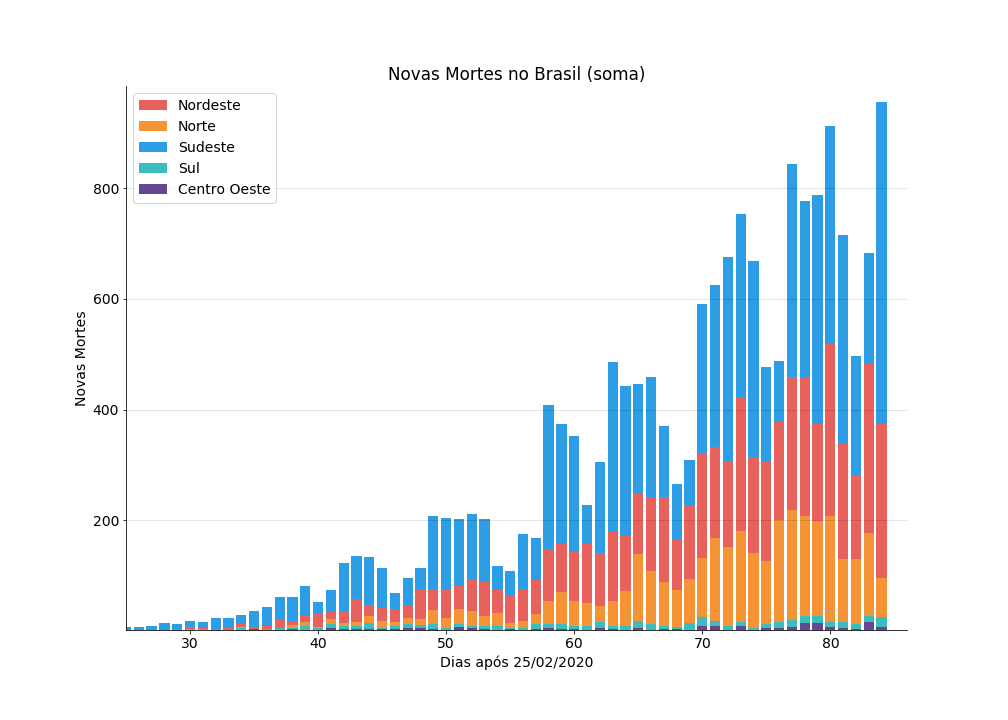 Novas Mortes no Brasil (soma)
Nordeste
Norte
Sudeste
Sul
Centro Oeste
800
600
400
200
Novas Mortes
30 40 50 60 70 80
Dias após 25/02/2020